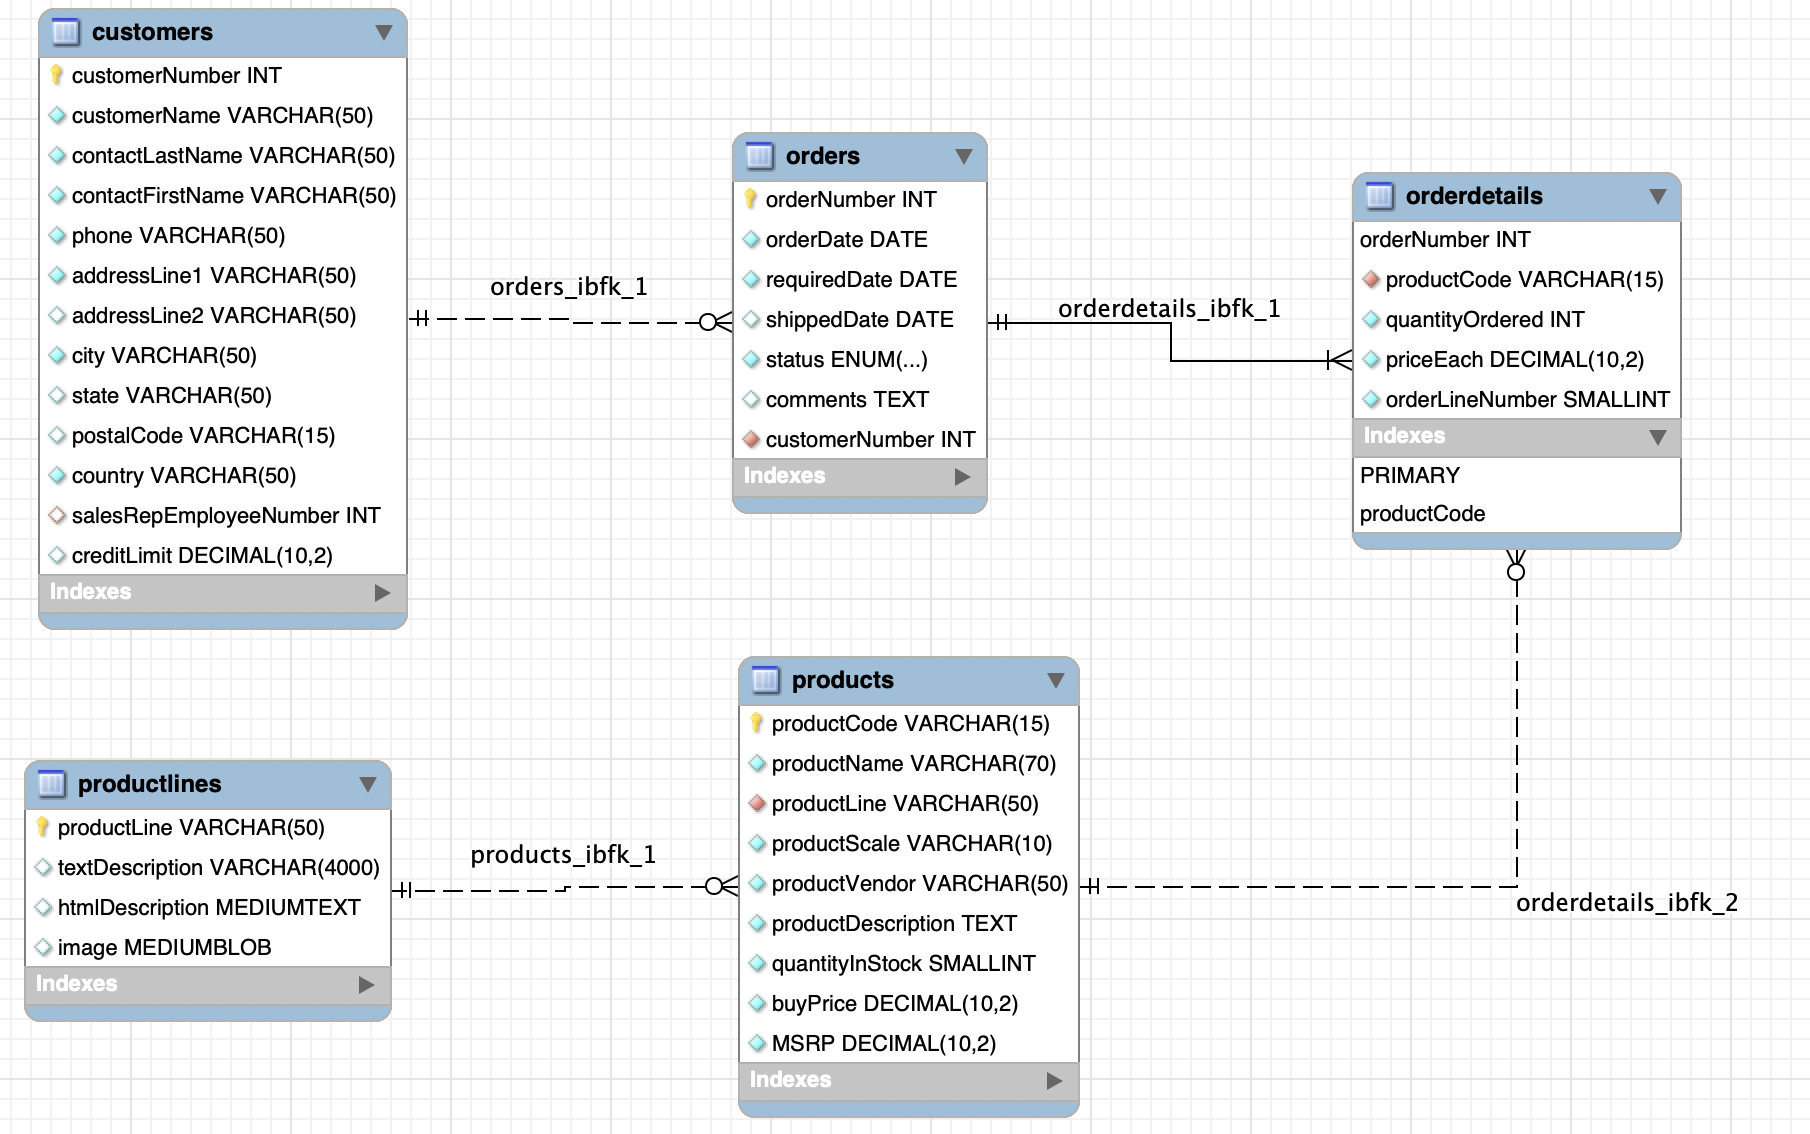 customers
customerNumber INT
customerName VARCHAR(50)
contactLastName VARCHAR(50)
contactFirstName VARCHAR(50)
phone VARCHAR(50)
addressLine1 VARCHAR(50)
addressLine2 VARCHAR(50)
city VARCHAR(50)
state VARCHAR(50)
postalCode VARCHAR(15)
country VARCHAR(50)
salesRepEmployeeNumber INT
creditLimit DECIMAL(10,2)
Indexes
orders_ibfk_1
orders
orderNumber INT
orderDate DATE
requiredDate DATE
shippedDate DATE
status ENUM(...)
comments TEXT
customerNumber INT
Indexes
orderdetails_ibfk_1
orderdetails
orderNumber INT
productCode VARCHAR(15)
quantityOrdered INT
priceEach DECIMAL(10,2)
orderLineNumber SMALLINT
Indexes
PRIMARY
productCode
productlines
productLine VARCHAR(50)
textDescription VARCHAR(4000)
htmlDescription MEDIUMTEXT
image MEDIUMBLOB
Indexes
products_ibfk_1
products
productCode VARCHAR(15)
productName VARCHAR(70)
productLine VARCHAR(50)
productScale VARCHAR(10)
productVendor VARCHAR(50)
productDescription TEXT
quantityInStock SMALLINT
buyPrice DECIMAL(10,2)
MSRP DECIMAL(10,2)
Indexes
orderdetails_ibfk_2